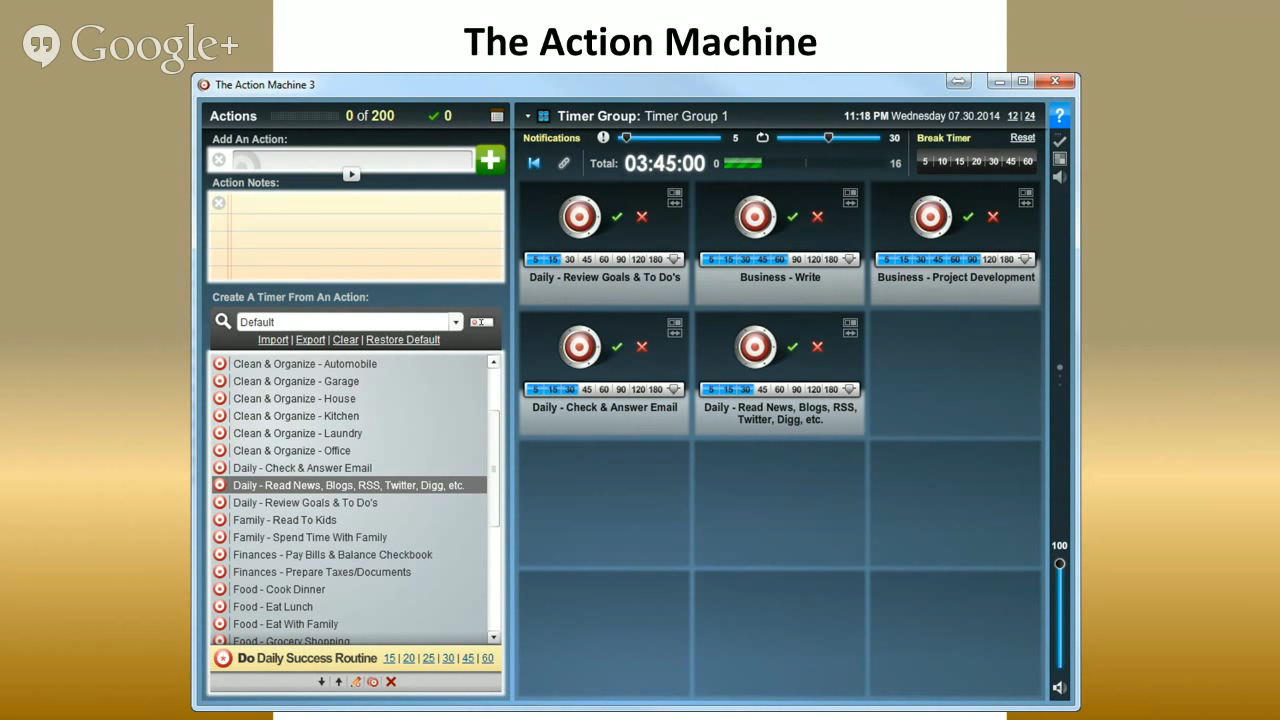 Google+
The Action Machine
The Action Machine 3
Actions 0 of 200 0
Add An Action:
Action Notes:
Create A Timer From An Action:
Default
Import | Export | Clear | Restore Default
Clean & Organize - Automobile
Clean & Organize - Garage
Clean & Organize - House
Clean & Organize - Kitchen
Clean & Organize - Laundry
Clean & Organize - Office
Daily - Check & Answer Email
Daily - Read News, Blogs, RSS, Twitter, Digg, etc.
Daily - Review Goals & To Do's
Family - Read To Kids
Family - Spend Time With Family
Finances - Pay Bills & Balance Checkbook
Finances - Prepare Taxes/Documents
Food - Cook Dinner
Food - Eat Lunch
Food - Eat With Family
Food - Grocery Shopping
Do Daily Success Routine 15 | 20 | 25 | 30 | 45 | 60
Timer Group: Timer Group 1 11:18 PM Wednesday 07.30.2014 12 | 24 ?
Notifications 5 30 Break Timer Reset
Total: 03:45:00 0 16 5 10 15 20 30 45 60
5 15 30 45 60 90 120 180
Daily - Review Goals & To Do's
5 15 30 45 60 90 120 180
Business - Write
5 15 30 45 60 90 120 180
Business - Project Development
5 15 30 45 60 90 120 180
Daily - Check & Answer Email
5 15 30 45 60 90 120 180
Daily - Read News, Blogs, RSS,
Twitter, Digg, etc.
100